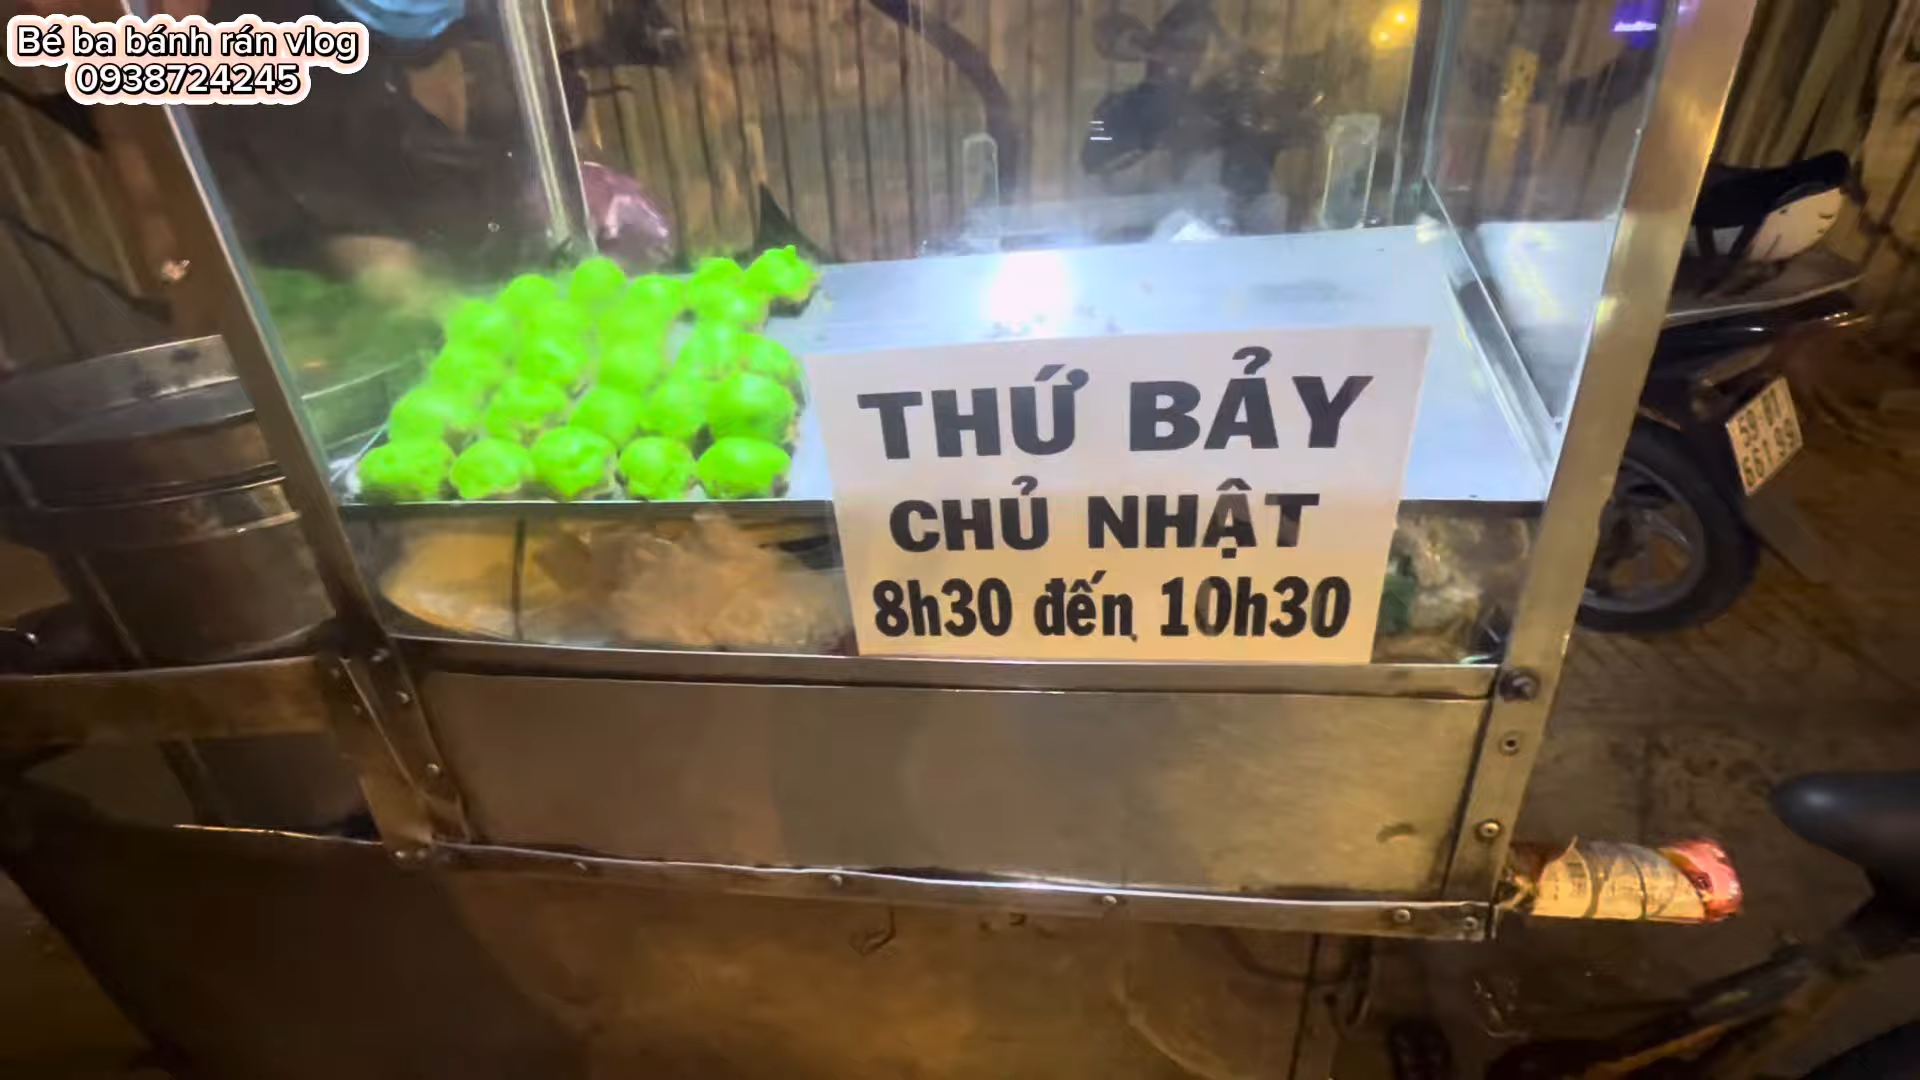 Bé ba bánh rán vlog
0938724245
THỨ BẢY
CHỦ NHẬT
8h30 đến 10h30